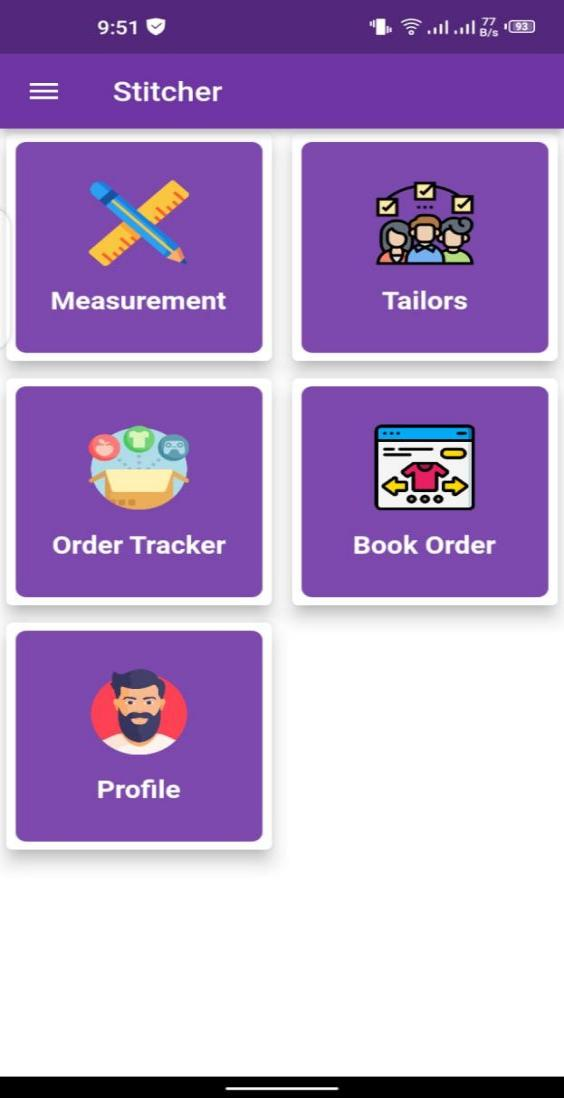 9:51 77 B/s 93
Stitcher
Measurement
Tailors
Order Tracker
Book Order
Profile